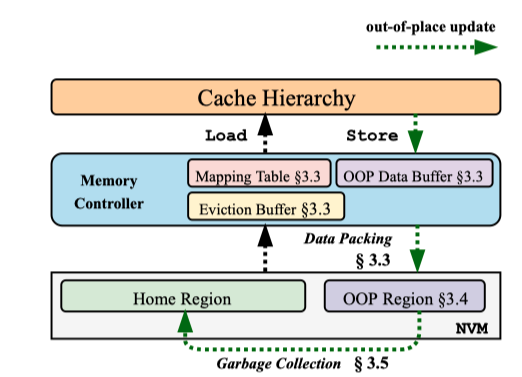 out-of-place update
Cache Hierarchy
Load
Store
Memory
Controller
Mapping Table §3.3
OOP Data Buffer §3.3
Eviction Buffer §3.3
Data Packing
§ 3.3
Home Region
OOP Region §3.4
NVM
Garbage Collection § 3.5